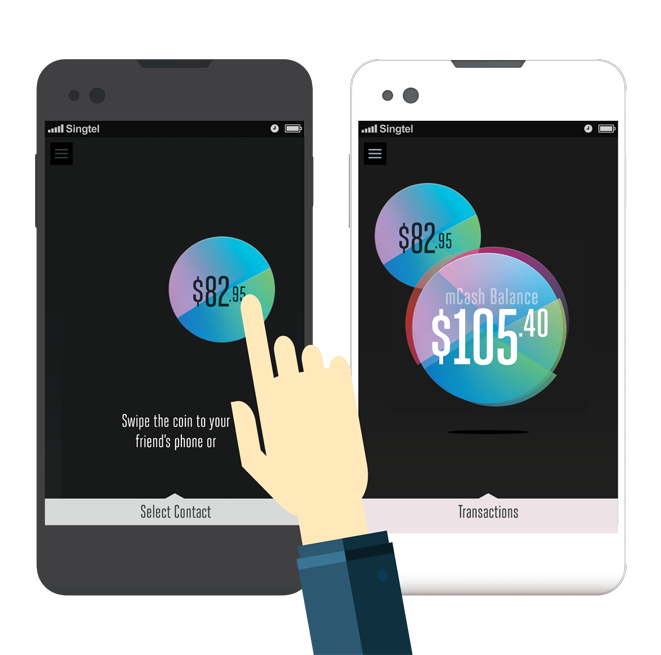 Singtel
$82.95
Swipe the coin to your
friend's phone or
Select Contact
Singtel
$82.95
mCash Balance
$105.40
Transactions